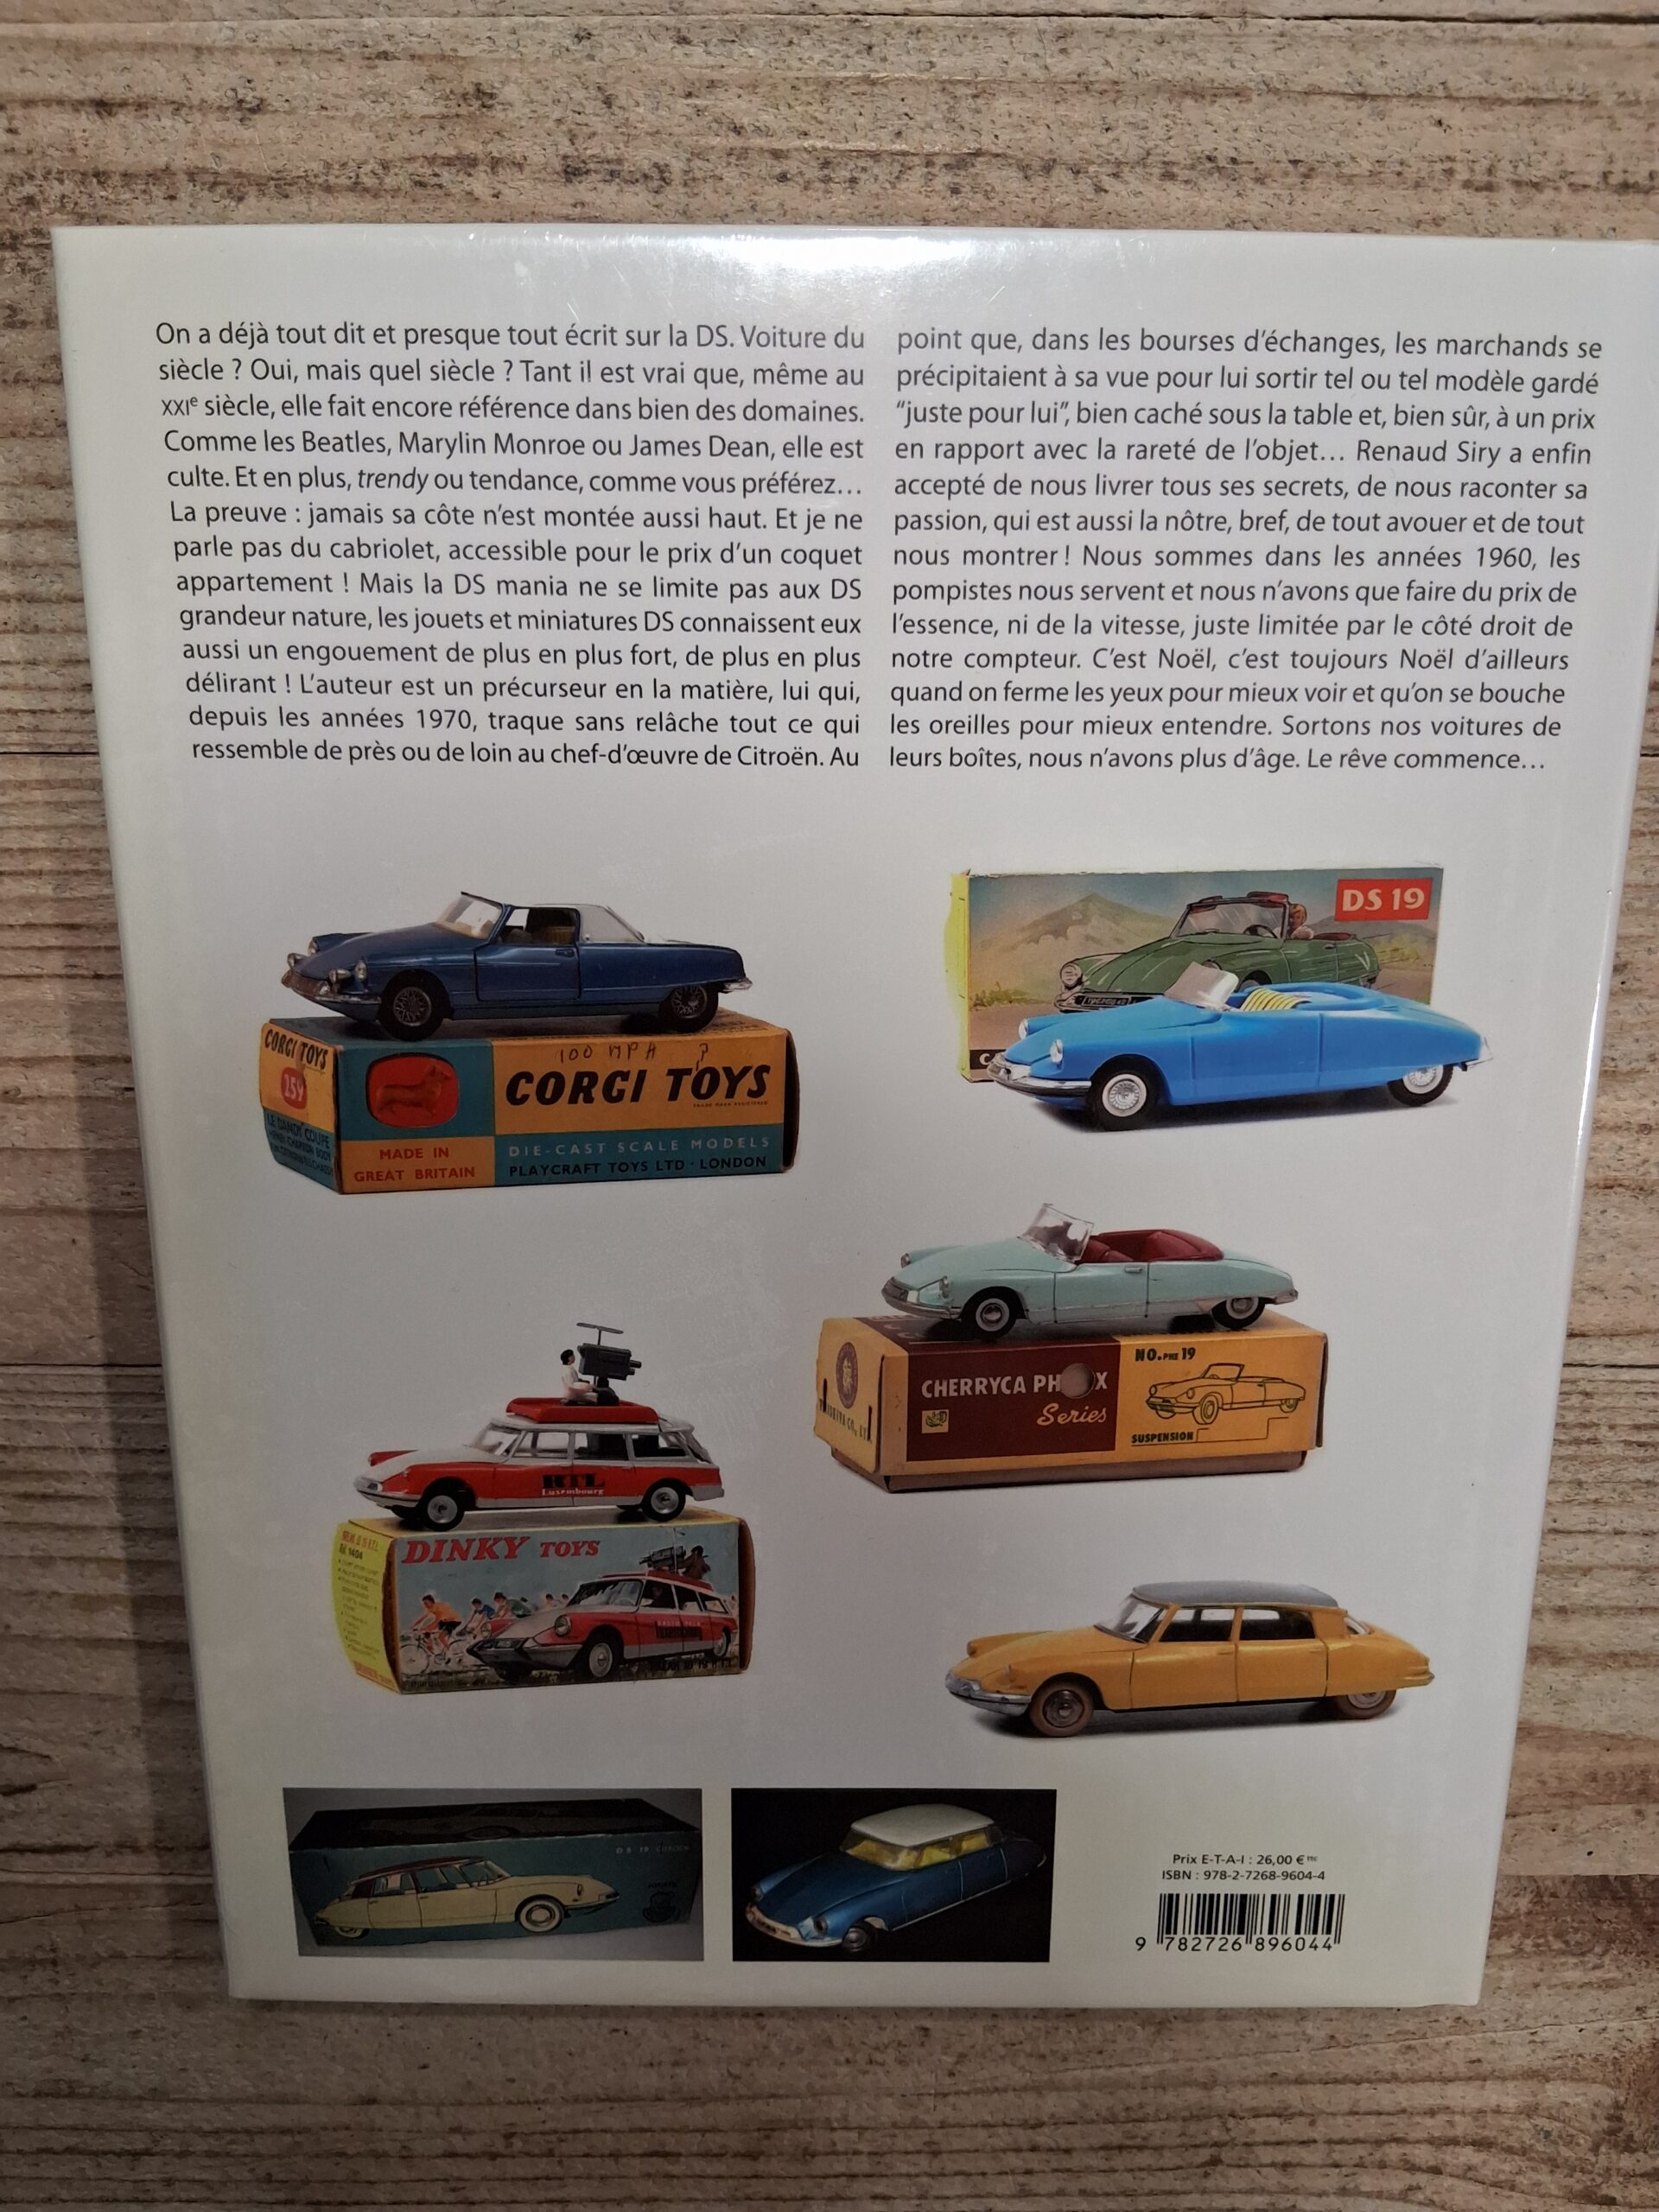 On a déjà tout dit et presque tout écrit sur la DS. Voiture du
siècle ? Oui, mais quel siècle ? Tant il est vrai que, même au
XXIe siècle, elle fait encore référence dans bien des domaines.
Comme les Beatles, Marylin Monroe ou James Dean, elle est
culte. Et en plus, trendy ou tendance, comme vous préférez…
La preuve : jamais sa côte n'est montée aussi haut. Et je ne
parle pas du cabriolet, accessible pour le prix d'un coquet
appartement ! Mais la DS mania ne se limite pas aux DS
grandeur nature, les jouets et miniatures DS connaissent eux
aussi un engouement de plus en plus fort, de plus en plus
délirant ! L'auteur est un précurseur en la matière, lui qui,
depuis les années 1970, traque sans relâche tout ce qui
ressemble de près ou de loin au chef-d'œuvre de Citroën. Au
point que, dans les bourses d'échanges, les marchands se
précipitaient à sa vue pour lui sortir tel ou tel modèle gardé
“juste pour lui”, bien caché sous la table et, bien sûr, à un prix
en rapport avec la rareté de l'objet… Renaud Siry a enfin
accepté de nous livrer tous ses secrets, de nous raconter sa
passion, qui est aussi la nôtre, bref, de tout avouer et de tout
nous montrer ! Nous sommes dans les années 1960, les
pompistes nous servent et nous n'avons que faire du prix de
l'essence, ni de la vitesse, juste limitée par le côté droit de
notre compteur. C'est Noël, c'est toujours Noël d'ailleurs
quand on ferme les yeux pour mieux voir et qu'on se bouche
les oreilles pour mieux entendre. Sortons nos voitures de
leurs boîtes, nous n'avons plus d'âge. Le rêve commence…
CORGI TOYS
259
LE DANDY COUPE
100 MPH ?
CORGI TOYS
MADE IN
GREAT BRITAIN
DIE-CAST SCALE MODELS
PLAYCRAFT TOYS LTD · LONDON
DS 19
NO. PHE 19
CHERRYCA PH X
Series
SUSPENSION
RTL
Luxembourg
1404
DINKY TOYS
DS 19 CITROËN
Prix E-T-A-I : 26,00 € TTC
ISBN : 978-2-7268-9604-4
9 782726 896044